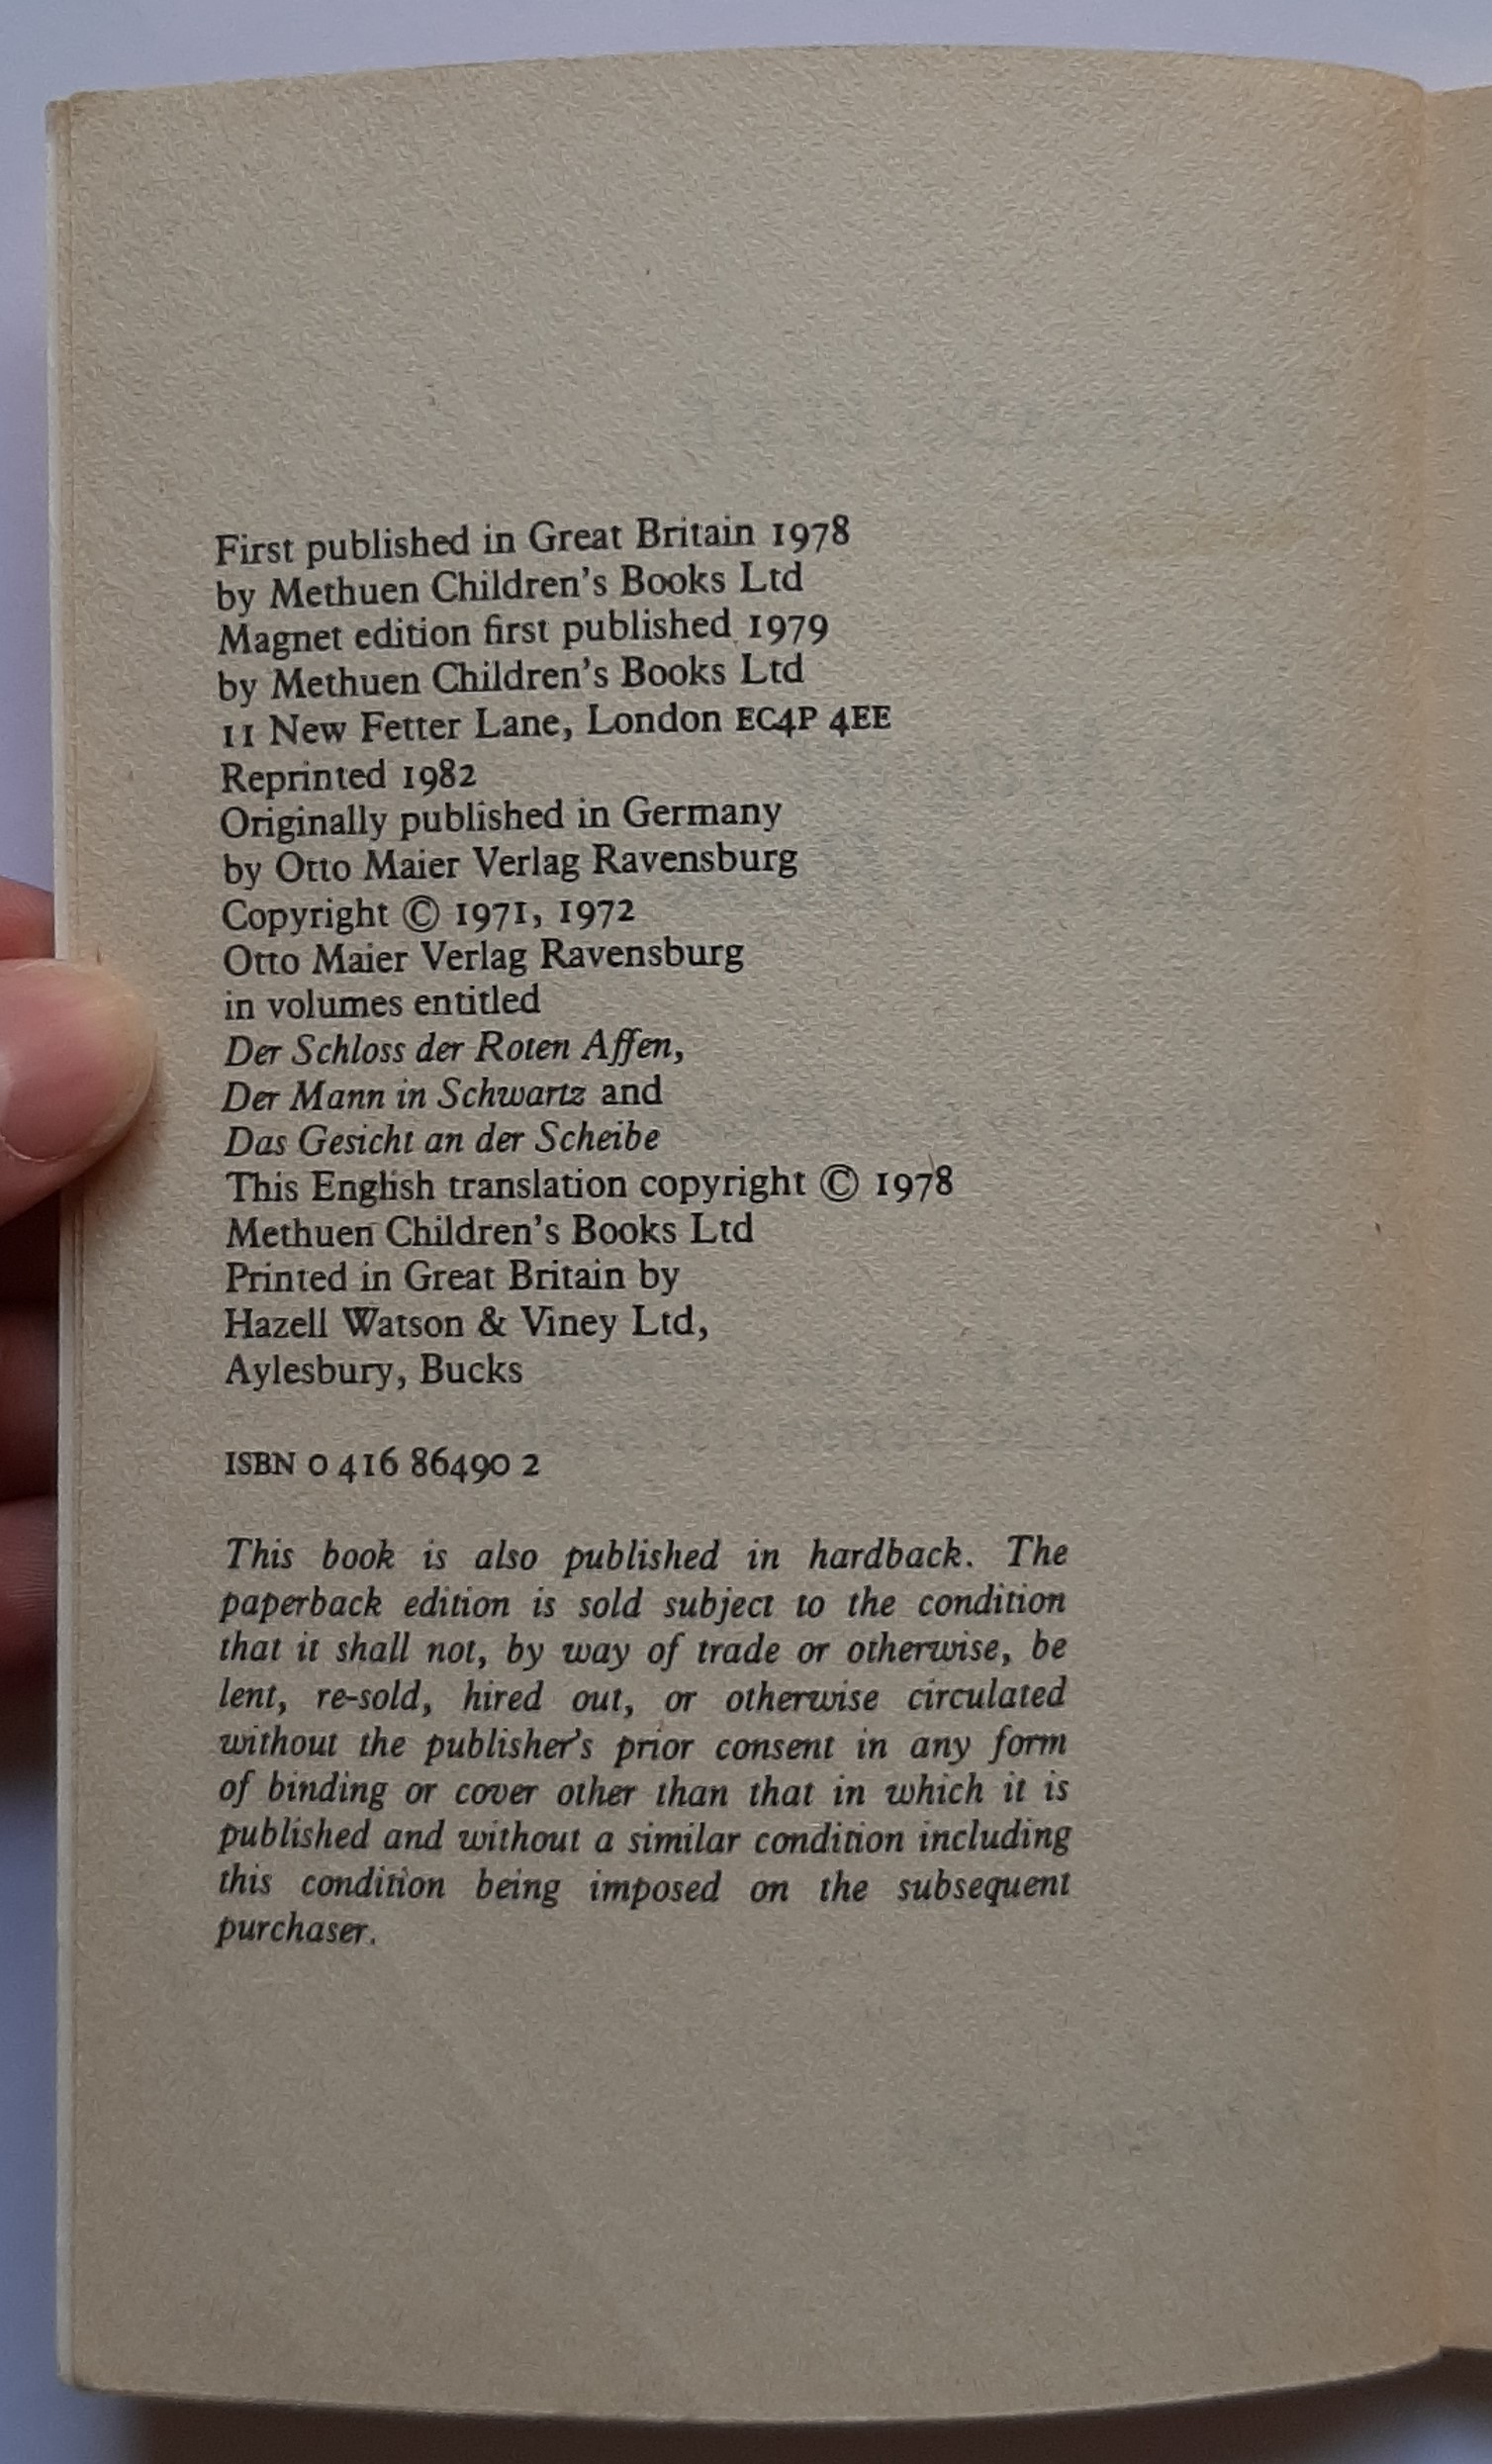 First published in Great Britain 1978
by Methuen Children's Books Ltd
Magnet edition first published 1979
by Methuen Children's Books Ltd
11 New Fetter Lane, London EC4P 4EE
Reprinted 1982
Originally published in Germany
by Otto Maier Verlag Ravensburg
Copyright © 1971, 1972
Otto Maier Verlag Ravensburg
in volumes entitled
Der Schloss der Roten Affen,
Der Mann in Schwartz and
Das Gesicht an der Scheibe
This English translation copyright © 1978
Methuen Children's Books Ltd
Printed in Great Britain by
Hazell Watson & Viney Ltd,
Aylesbury, Bucks
ISBN 0 416 86490 2
This book is also published in hardback. The
paperback edition is sold subject to the condition
that it shall not, by way of trade or otherwise, be
lent, re-sold, hired out, or otherwise circulated
without the publisher's prior consent in any form
of binding or cover other than that in which it is
published and without a similar condition including
this condition being imposed on the subsequent
purchaser.